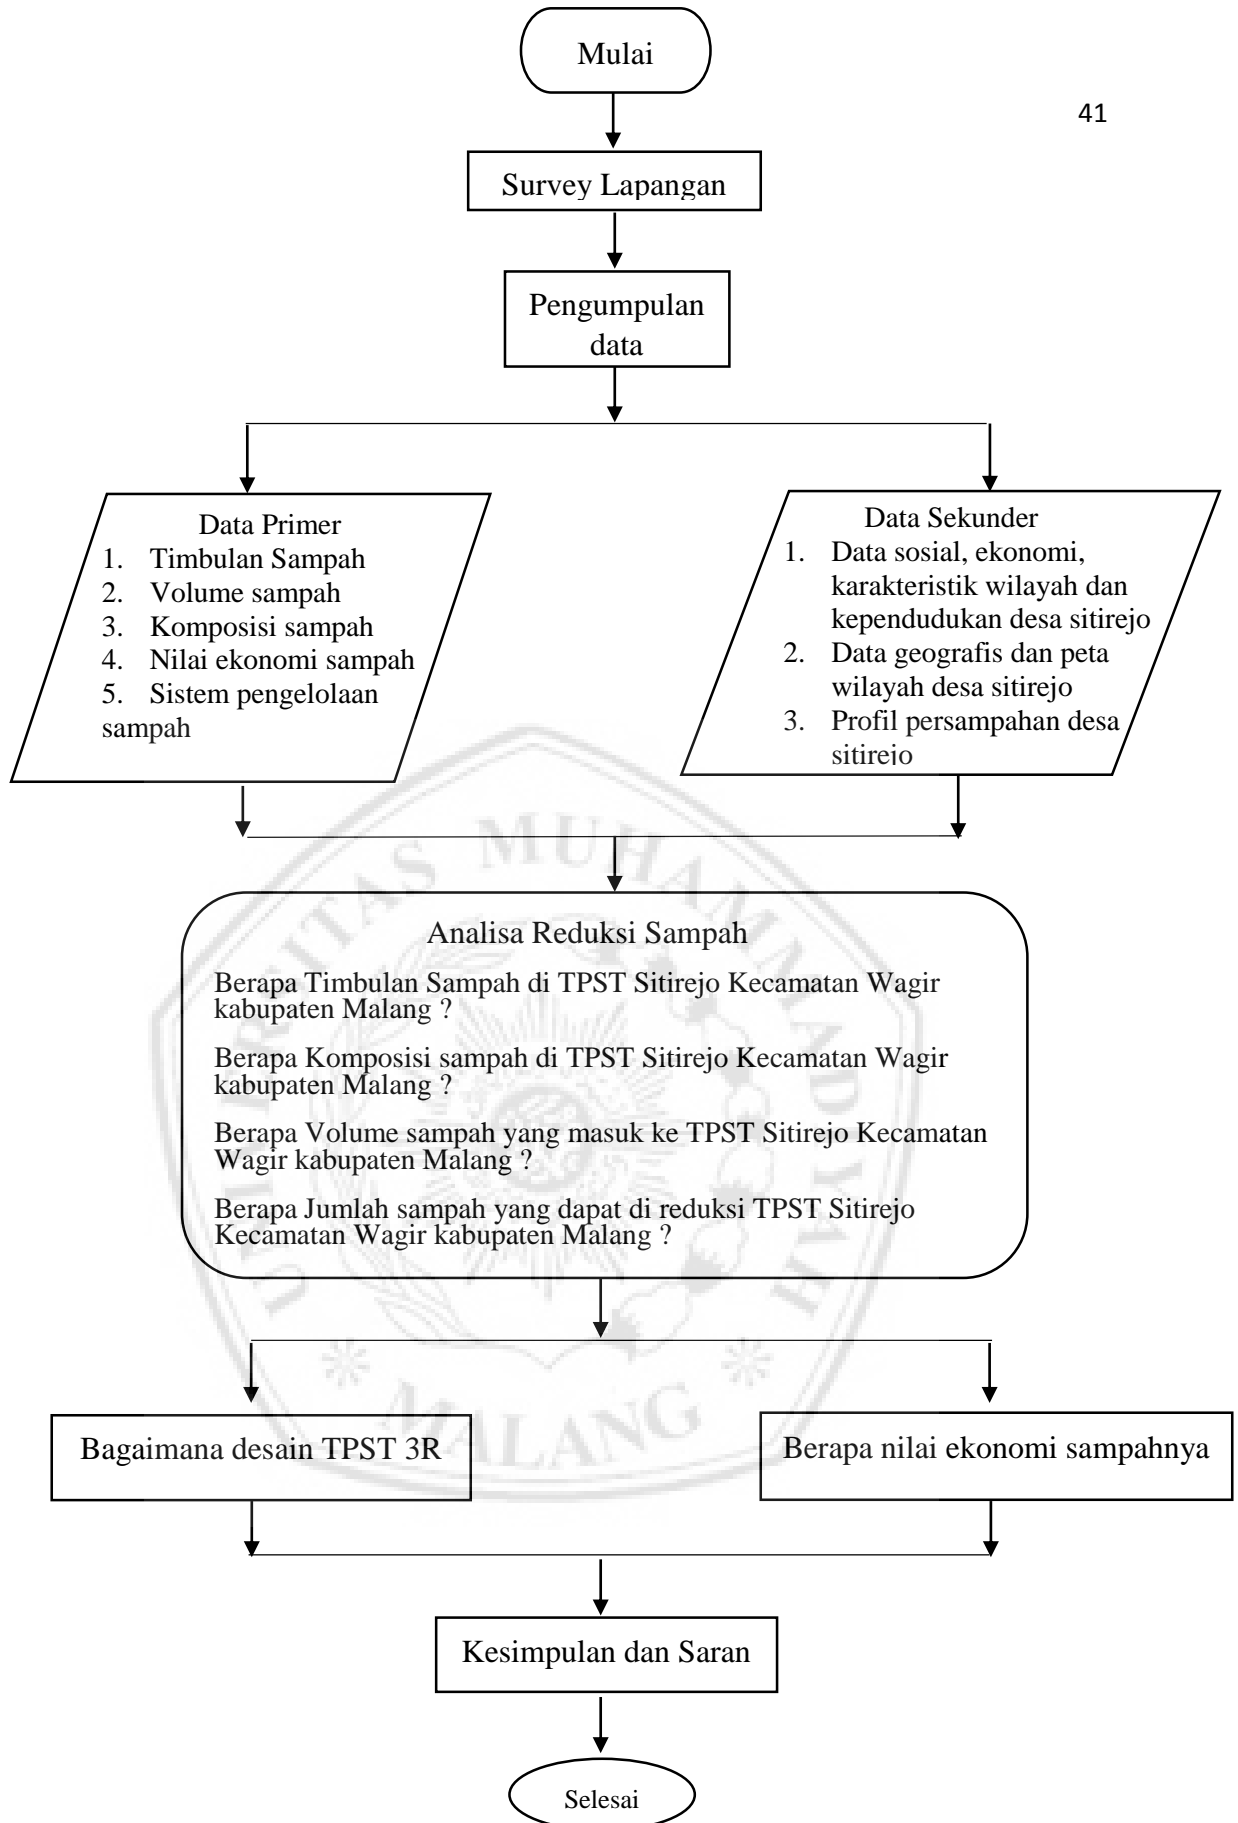 Mulai
41
Survey Lapangan
Pengumpulan
data
Data Primer
1. Timbulan Sampah
2. Volume sampah
3. Komposisi sampah
4. Nilai ekonomi sampah
5. Sistem pengelolaan
sampah
Data Sekunder
1. Data sosial, ekonomi,
karakteristik wilayah dan
kependudukan desa sitirejo
2. Data geografis dan peta
wilayah desa sitirejo
3. Profil persampahan desa
sitirejo
Analisa Reduksi Sampah
Berapa Timbulan Sampah di TPST Sitirejo Kecamatan Wagir
kabupaten Malang ?
Berapa Komposisi sampah di TPST Sitirejo Kecamatan Wagir
kabupaten Malang ?
Berapa Volume sampah yang masuk ke TPST Sitirejo Kecamatan
Wagir kabupaten Malang ?
Berapa Jumlah sampah yang dapat di reduksi TPST Sitirejo
Kecamatan Wagir kabupaten Malang ?
Bagaimana desain TPST 3R
Berapa nilai ekonomi sampahnya
Kesimpulan dan Saran
Selesai
UNIVERSITAS MUHAMMADIYAH
MALANG